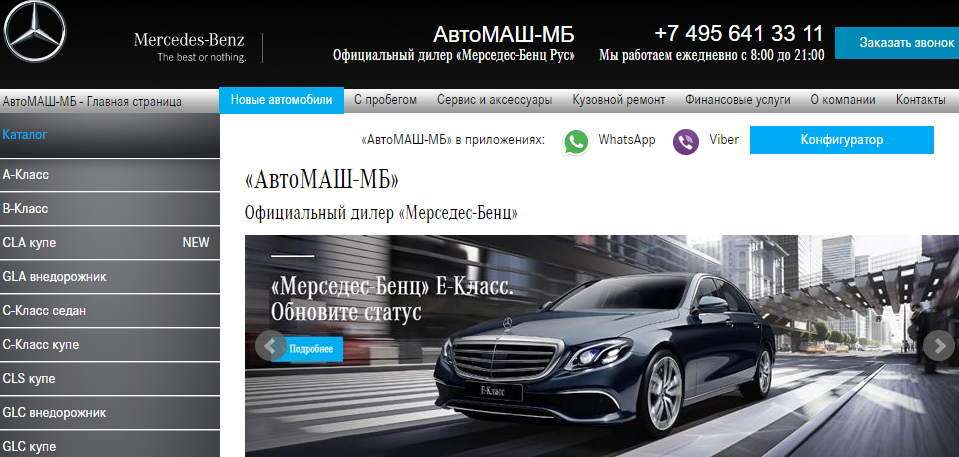 Mercedes-Benz
The best or nothing.
АвтоМАШ-МБ
Официальный дилер «Мерседес-Бенц Рус»
+7 495 641 33 11
Мы работаем ежедневно с 8:00 до 21:00
Заказать звонок
АвтоМАШ-МБ - Главная страница
Новые автомобили
С пробегом
Сервис и аксессуары
Кузовной ремонт
Финансовые услуги
О компании
Контакты
Каталог
А-Класс
В-Класс
CLA купе NEW
GLA внедорожник
С-Класс седан
С-Класс купе
CLS купе
GLC внедорожник
GLC купе
«АвтоМАШ-МБ» в приложениях:
WhatsApp
Viber
Конфигуратор
«АвтоМАШ-МБ»
Официальный дилер «Мерседес-Бенц»
«Мерседес-Бенц» Е-Класс.
Обновите статус
Подробнее
Е-Класс